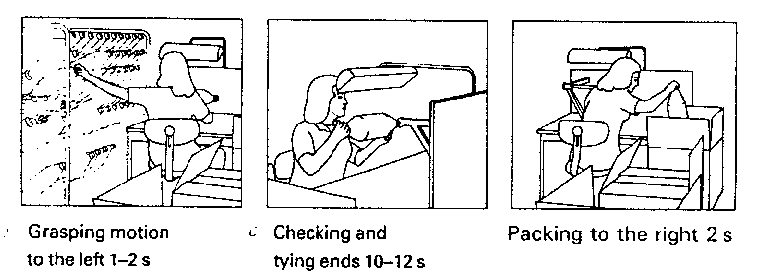 Grasping motion
to the left 1–2 s
Checking and
tying ends 10–12 s
Packing to the right 2 s